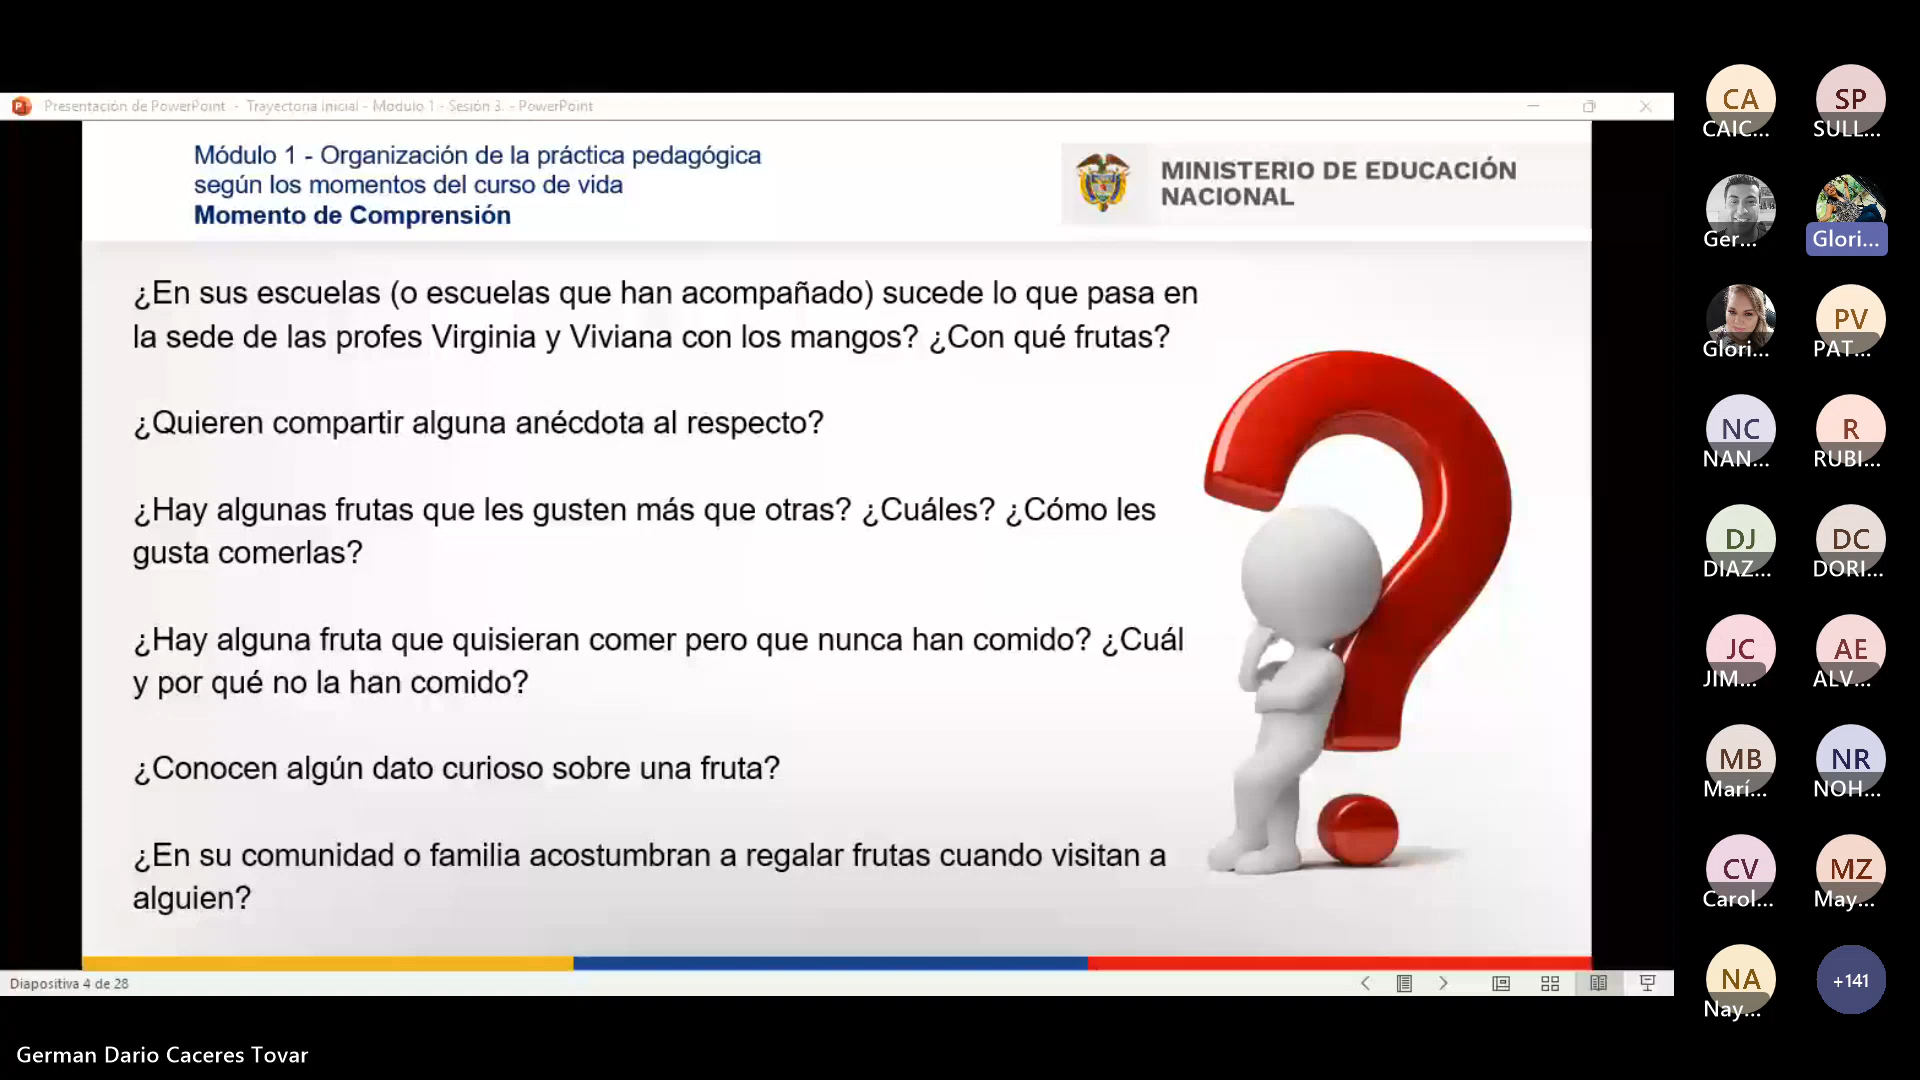 Presentación de PowerPoint - Trayectoria Inicial - Modulo 1 - Sesión 3. - PowerPoint
Módulo 1 - Organización de la práctica pedagógica
según los momentos del curso de vida
Momento de Comprensión
MINISTERIO DE EDUCACIÓN
NACIONAL
¿En sus escuelas (o escuelas que han acompañado) sucede lo que pasa en
la sede de las profes Virginia y Viviana con los mangos? ¿Con qué frutas?
¿Quieren compartir alguna anécdota al respecto?
¿Hay algunas frutas que les gusten más que otras? ¿Cuáles? ¿Cómo les
gusta comerlas?
¿Hay alguna fruta que quisieran comer pero que nunca han comido? ¿Cuál
y por qué no la han comido?
¿Conocen algún dato curioso sobre una fruta?
¿En su comunidad o familia acostumbran a regalar frutas cuando visitan a
alguien?
Diapositiva 4 de 28
German Dario Caceres Tovar
CA
CAIC...
SP
SULL...
Ger...
Glori...
Glori...
PV
PAT...
NC
NAN...
R
RUBI...
DJ
DIAZ...
DC
DORI...
JC
JIM...
AE
ALV...
MB
Marí...
NR
NOH...
CV
Carol...
MZ
May...
NA
Nay...
+141